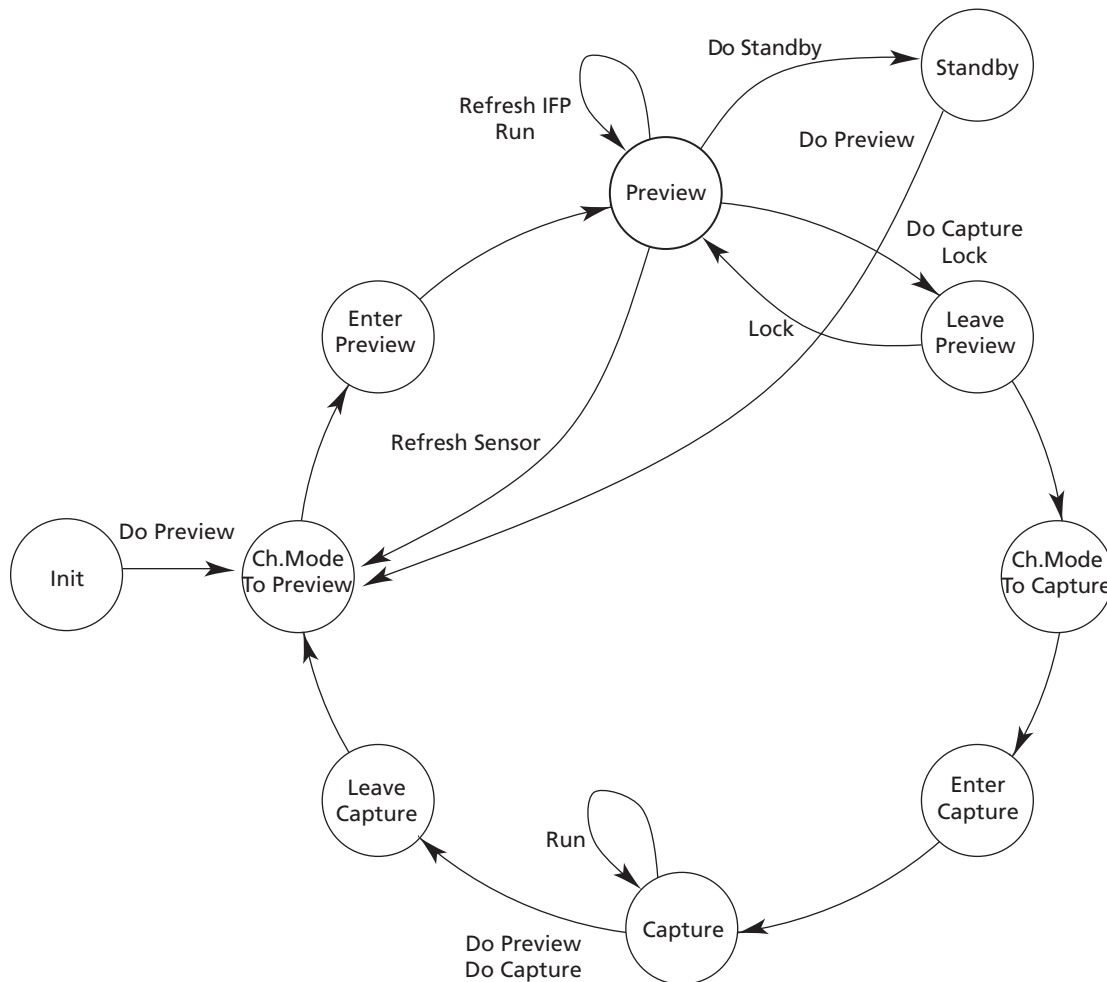 Do Standby
Standby
Refresh IFP
Run
Do Preview
Preview
Do Capture
Lock
Enter
Preview
Lock
Leave
Preview
Refresh Sensor
Do Preview
Init
Ch.Mode
To Preview
Ch.Mode
To Capture
Leave
Capture
Enter
Capture
Run
Capture
Do Preview
Do Capture